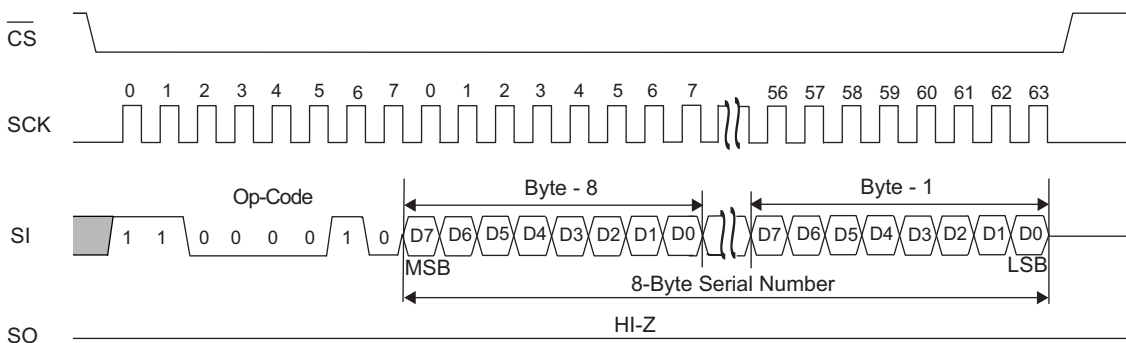 CS
0 1 2 3 4 5 6 7 0 1 2 3 4 5 6 7 56 57 58 59 60 61 62 63
SCK
Op-Code
Byte - 8
Byte - 1
SI
1 1 0 0 0 0 1 0 D7 D6 D5 D4 D3 D2 D1 D0 D7 D6 D5 D4 D3 D2 D1 D0
MSB
LSB
8-Byte Serial Number
HI-Z
SO